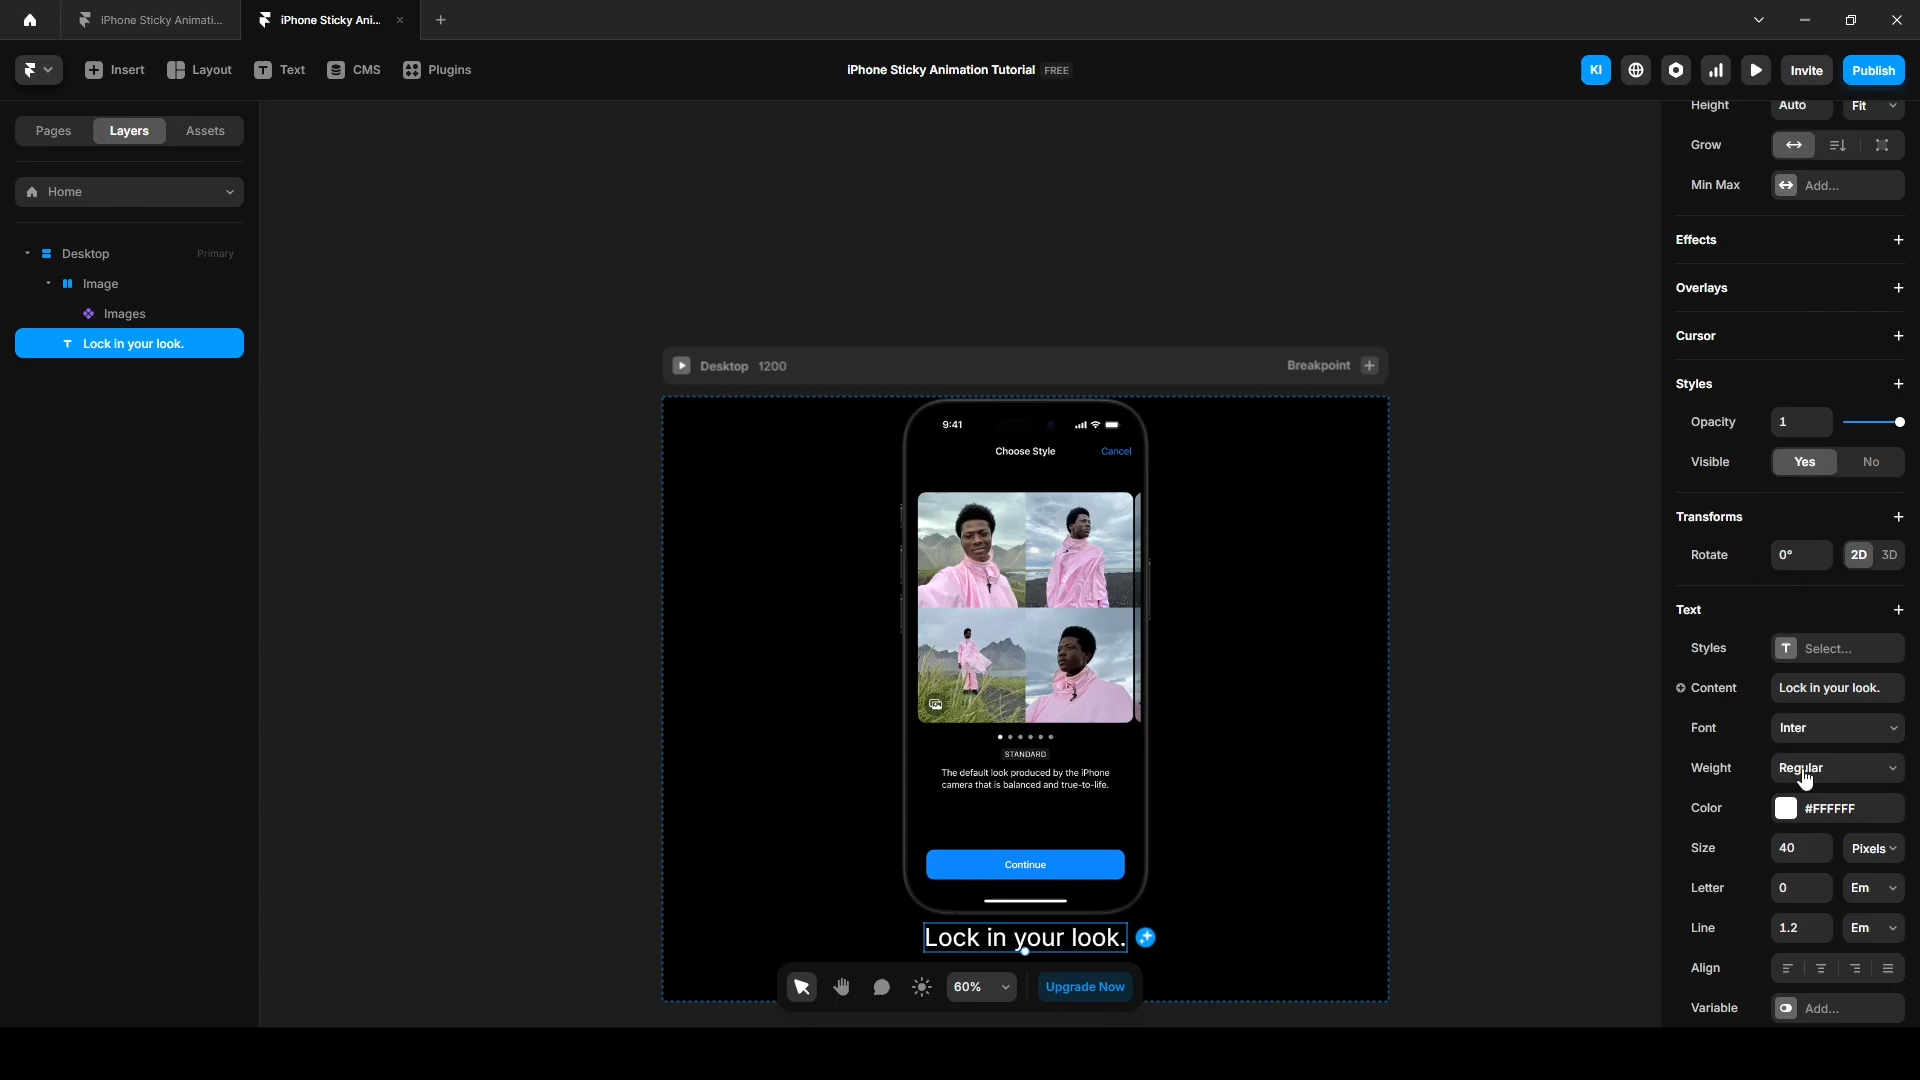 iPhone Sticky Animati...
iPhone Sticky Ani...
Insert
Layout
Text
CMS
Plugins
iPhone Sticky Animation Tutorial FREE
KI
Invite
Publish
Pages
Layers
Assets
Home
Desktop
Primary
Image
Images
Lock in your look.
Desktop 1200
Breakpoint
9:41
Choose Style
Cancel
STANDARD
The default look produced by the iPhone
camera that is balanced and true-to-life.
Continue
Lock in your look.
60%
Upgrade Now
Height Auto Fit
Grow
Min Max Add...
Effects
Overlays
Cursor
Styles
Opacity 1
Visible Yes No
Transforms
Rotate 0° 2D 3D
Text
Styles T Select...
Content Lock in your look.
Font Inter
Weight Regular
Color #FFFFFF
Size 40 Pixels
Letter 0 Em
Line 1.2 Em
Align
Variable Add...